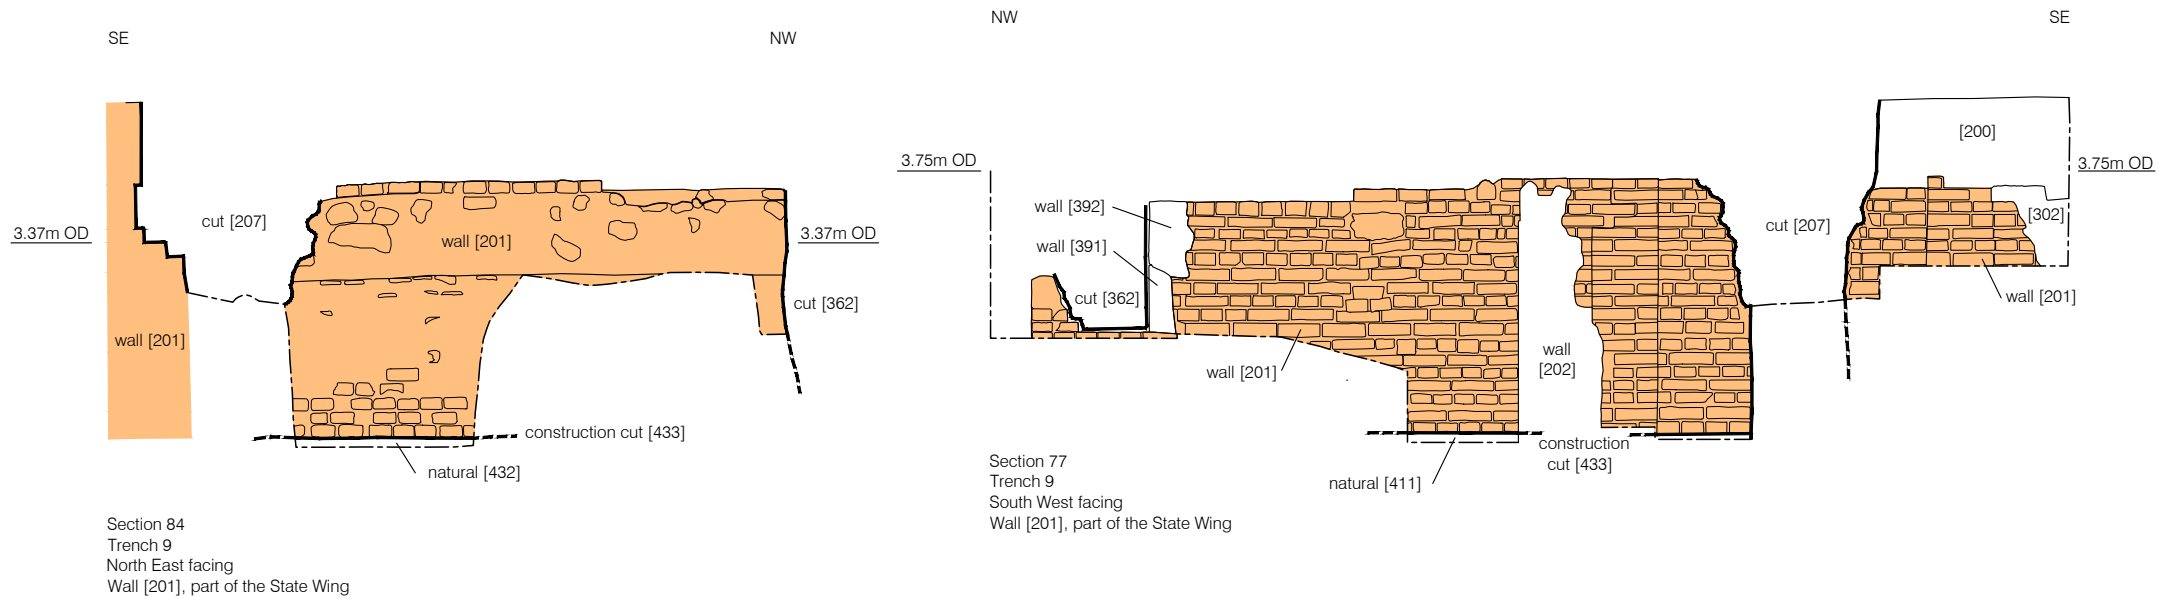 SE
NW
3.37m OD
cut [207]
wall [201]
3.37m OD
cut [362]
wall [201]
construction cut [433]
natural [432]
Section 84
Trench 9
North East facing
Wall [201], part of the State Wing
NW
SE
3.75m OD
[200]
3.75m OD
wall [392]
[302]
cut [207]
wall [391]
cut [362]
wall [201]
wall
[202]
wall [201]
construction
cut [433]
natural [411]
Section 77
Trench 9
South West facing
Wall [201], part of the State Wing